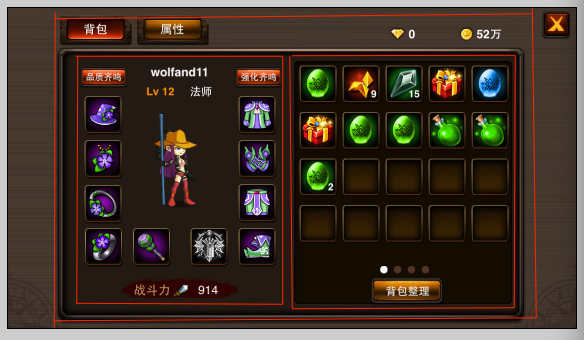 背包
属性
0
52万
品质齐鸣
wolfand11
强化齐鸣
Lv 12 法师
9
15
2
战斗力 914
背包整理